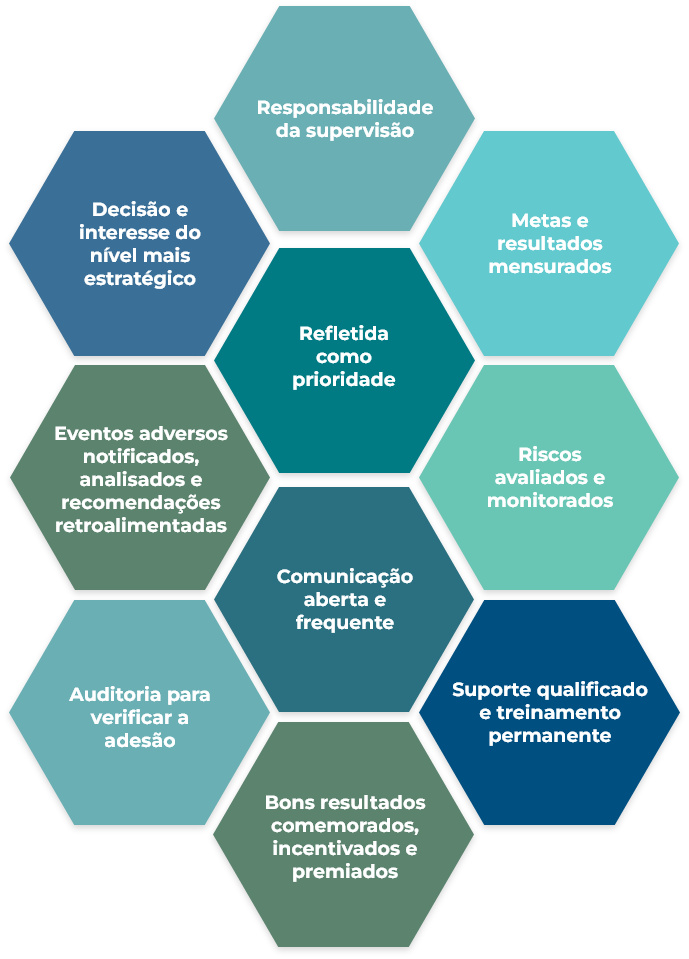 Responsabilidade
da supervisão
Decisão e
interesse do
nível mais
estratégico
Metas e
resultados
mensurados
Refletida
como
prioridade
Eventos adversos
notificados,
analisados e
recomendações
retroalimentadas
Riscos
avaliados e
monitorados
Comunicação
aberta e
frequente
Auditoria para
verificar a
adesão
Suporte qualificado
e treinamento
permanente
Bons resultados
comemorados,
incentivados e
premiados